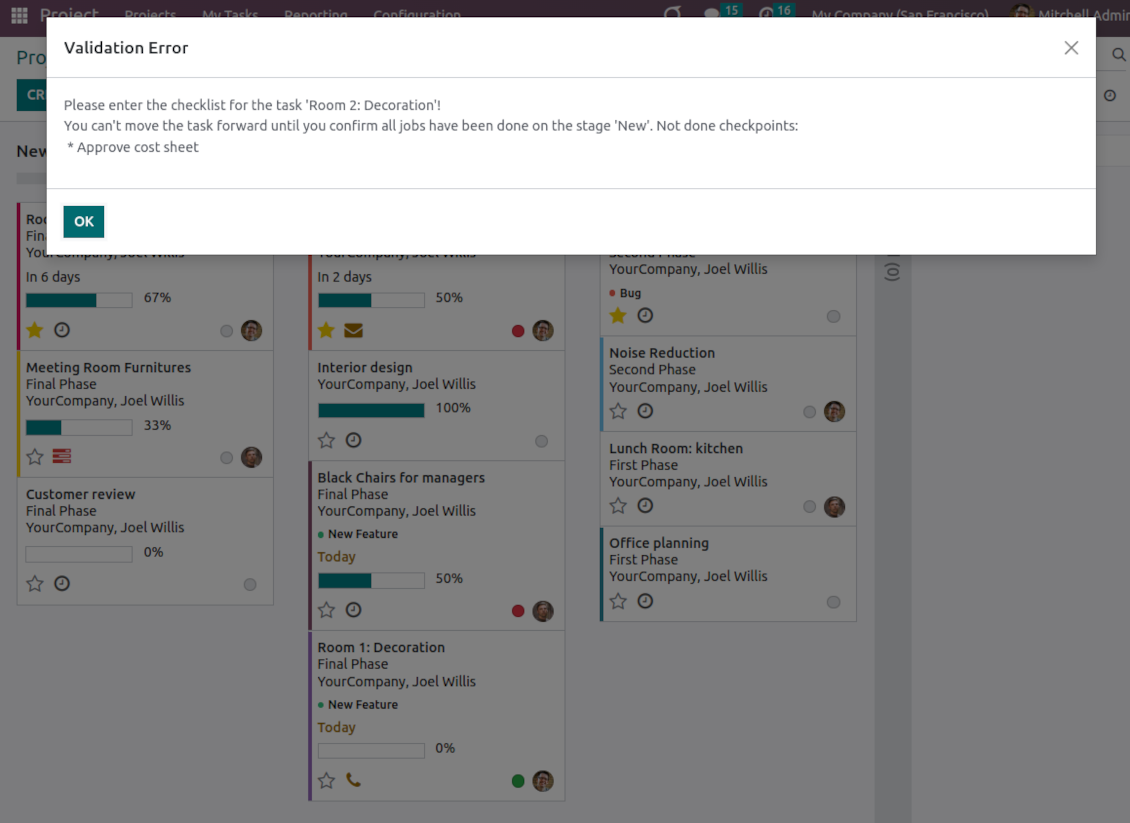 Project Projects My Tasks Reporting Configuration 15 16 My Company (San Francisco) Mitchell Admin
Validation Error
Please enter the checklist for the task 'Room 2: Decoration'!
You can't move the task forward until you confirm all jobs have been done on the stage 'New'. Not done checkpoints:
* Approve cost sheet
OK
New
YourCompany, Joel Willis
In 6 days
67%
Meeting Room Furnitures
Final Phase
YourCompany, Joel Willis
33%
Customer review
Final Phase
YourCompany, Joel Willis
0%
YourCompany, Joel Willis
In 2 days
50%
Interior design
YourCompany, Joel Willis
100%
Black Chairs for managers
Final Phase
YourCompany, Joel Willis
New Feature
Today
50%
Room 1: Decoration
Final Phase
YourCompany, Joel Willis
New Feature
Today
0%
Second Phase
YourCompany, Joel Willis
Bug
Noise Reduction
Second Phase
YourCompany, Joel Willis
Lunch Room: kitchen
First Phase
YourCompany, Joel Willis
Office planning
First Phase
YourCompany, Joel Willis
(0)